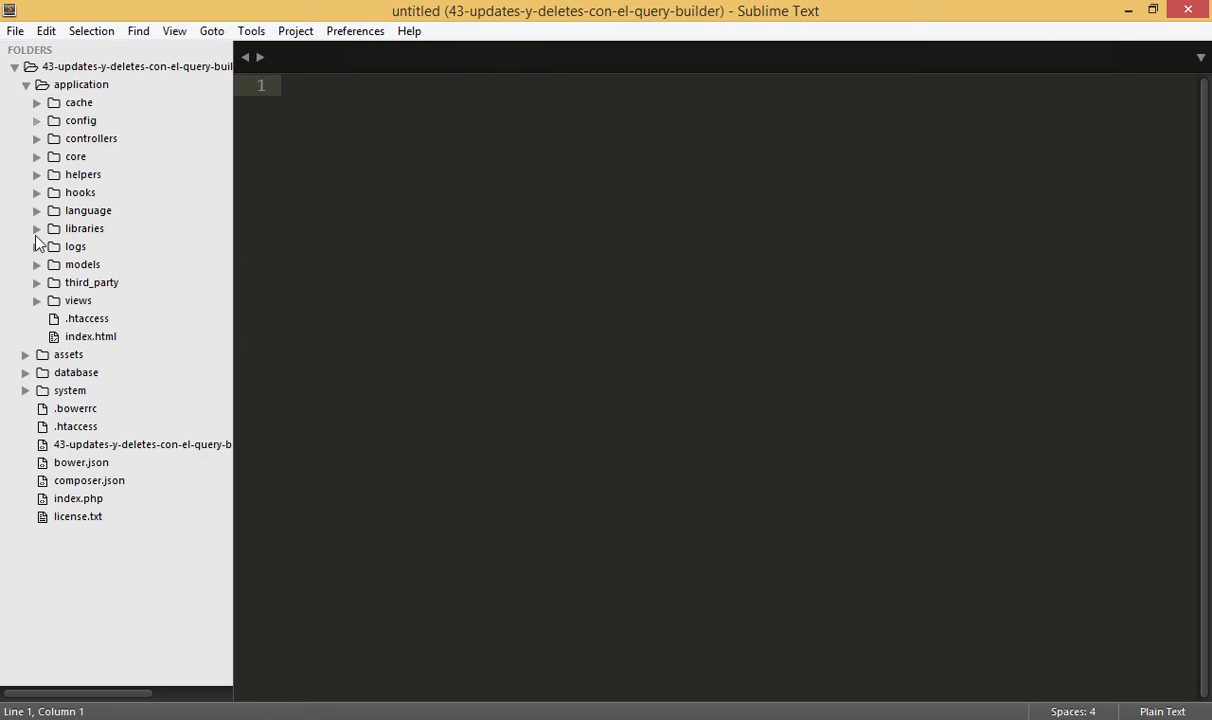 untitled (43-updates-y-deletes-con-el-query-builder) - Sublime Text
File Edit Selection Find View Goto Tools Project Preferences Help
FOLDERS
43-updates-y-deletes-con-el-query-buil
application
cache
config
controllers
core
helpers
hooks
language
libraries
logs
models
third_party
views
.htaccess
index.html
assets
database
system
.bowerrc
.htaccess
43-updates-y-deletes-con-el-query-b
bower.json
composer.json
index.php
license.txt
1
Line 1, Column 1
Spaces: 4
Plain Text